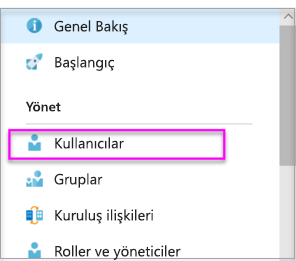 Genel Bakış
Başlangıç
Yönet
Kullanıcılar
Gruplar
Kuruluş ilişkileri
Roller ve yöneticiler